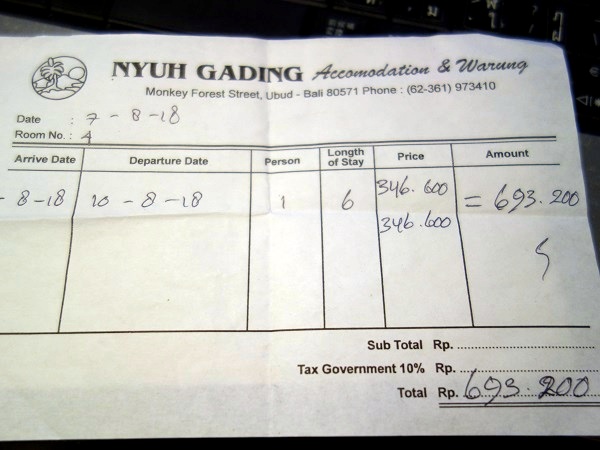 NYUH GADING Accomodation & Warung
Monkey Forest Street, Ubud - Bali 80571 Phone : (62-361) 973410
Date : 7 - 8 - 18
Room No. : 4
Arrive Date Departure Date Person Length of Stay Price Amount
- 8 - 18 10 - 8 - 18 1 6 346.600 = 693.200
346.600
Sub Total Rp. ........................
Tax Government 10% Rp. ........................
Total Rp. 693.200